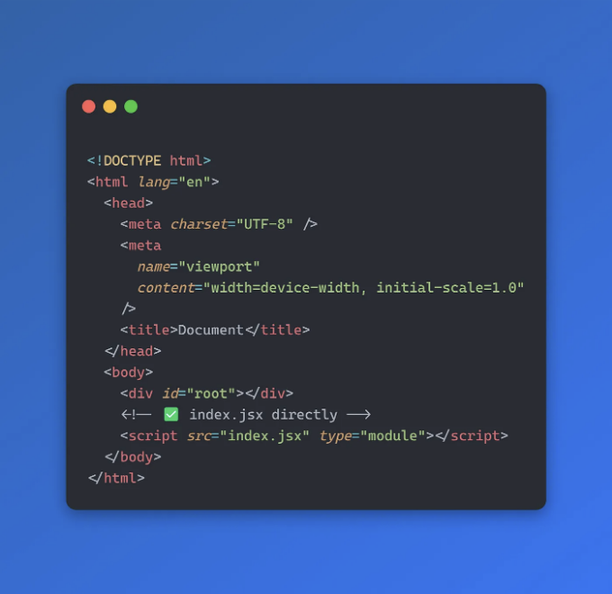 <!DOCTYPE html>
<html lang="en">
<head>
<meta charset="UTF-8" />
<meta
name="viewport"
content="width=device-width, initial-scale=1.0"
/>
<title>Document</title>
</head>
<body>
<div id="root"></div>
<!-- ✅ index.jsx directly -->
<script src="index.jsx" type="module"></script>
</body>
</html>